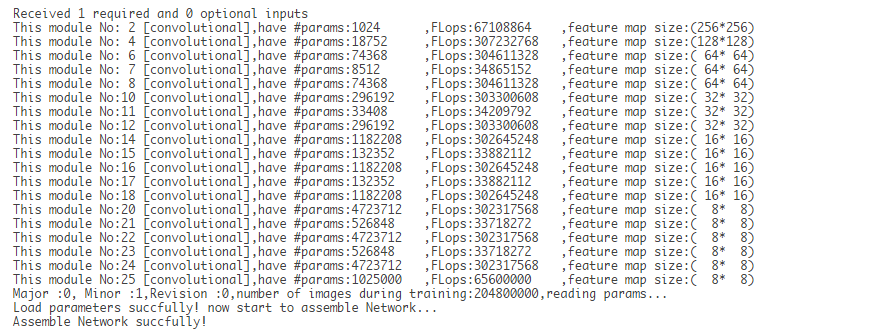 Received 1 required and 0 optional inputs
This module No: 2 [convolutional],have #params:1024 ,FLops:67108864 ,feature map size:(256*256)
This module No: 4 [convolutional],have #params:18752 ,FLops:307232768 ,feature map size:(128*128)
This module No: 6 [convolutional],have #params:74368 ,FLops:304611328 ,feature map size:( 64* 64)
This module No: 7 [convolutional],have #params:8512 ,FLops:34865152 ,feature map size:( 64* 64)
This module No: 8 [convolutional],have #params:74368 ,FLops:304611328 ,feature map size:( 64* 64)
This module No:10 [convolutional],have #params:296192 ,FLops:303300608 ,feature map size:( 32* 32)
This module No:11 [convolutional],have #params:33408 ,FLops:34209792 ,feature map size:( 32* 32)
This module No:12 [convolutional],have #params:296192 ,FLops:303300608 ,feature map size:( 32* 32)
This module No:14 [convolutional],have #params:1182208 ,FLops:302645248 ,feature map size:( 16* 16)
This module No:15 [convolutional],have #params:132352 ,FLops:33882112 ,feature map size:( 16* 16)
This module No:16 [convolutional],have #params:1182208 ,FLops:302645248 ,feature map size:( 16* 16)
This module No:17 [convolutional],have #params:132352 ,FLops:33882112 ,feature map size:( 16* 16)
This module No:18 [convolutional],have #params:1182208 ,FLops:302645248 ,feature map size:( 16* 16)
This module No:20 [convolutional],have #params:4723712 ,FLops:302317568 ,feature map size:( 8* 8)
This module No:21 [convolutional],have #params:526848 ,FLops:33718272 ,feature map size:( 8* 8)
This module No:22 [convolutional],have #params:4723712 ,FLops:302317568 ,feature map size:( 8* 8)
This module No:23 [convolutional],have #params:526848 ,FLops:33718272 ,feature map size:( 8* 8)
This module No:24 [convolutional],have #params:4723712 ,FLops:302317568 ,feature map size:( 8* 8)
This module No:25 [convolutional],have #params:1025000 ,FLops:65600000 ,feature map size:( 8* 8)
Major :0, Minor :1,Revision :0,number of images during training:204800000,reading params...
Load parameters succfully! now start to assemble Network...
Assemble Network succfully!